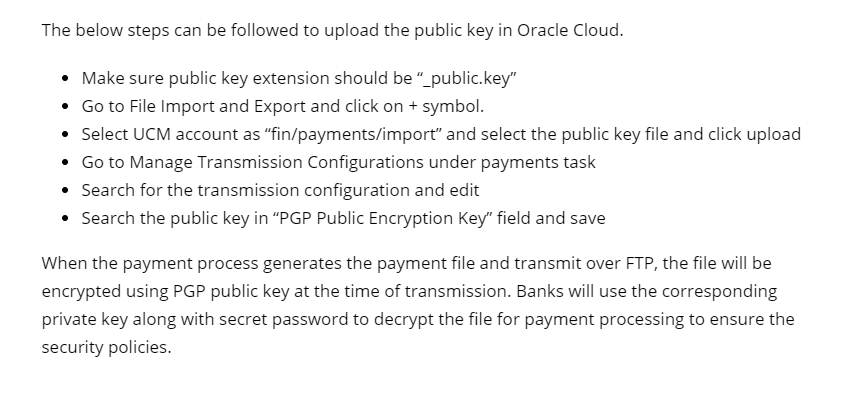 The below steps can be followed to upload the public key in Oracle Cloud.
• Make sure public key extension should be “_public.key”
• Go to File Import and Export and click on + symbol.
• Select UCM account as “fin/payments/import” and select the public key file and click upload
• Go to Manage Transmission Configurations under payments task
• Search for the transmission configuration and edit
• Search the public key in “PGP Public Encryption Key” field and save
When the payment process generates the payment file and transmit over FTP, the file will be
encrypted using PGP public key at the time of transmission. Banks will use the corresponding
private key along with secret password to decrypt the file for payment processing to ensure the
security policies.